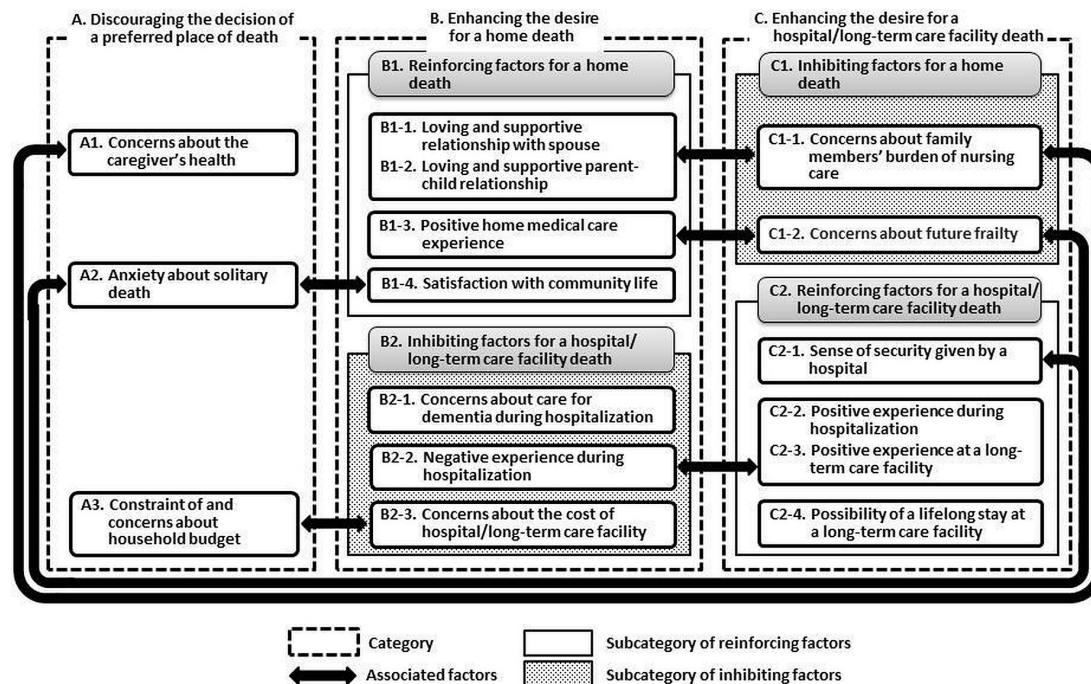 A. Discouraging the decision of
a preferred place of death
A1. Concerns about the
caregiver's health
A2. Anxiety about solitary
death
A3. Constraint of and
concerns about
household budget
B. Enhancing the desire
for a home death
B1. Reinforcing factors for a home
death
B1-1. Loving and supportive
relationship with spouse
B1-2. Loving and supportive parent-
child relationship
B1-3. Positive home medical care
experience
B1-4. Satisfaction with community life
B2. Inhibiting factors for a hospital/
long-term care facility death
B2-1. Concerns about care for
dementia during hospitalization
B2-2. Negative experience during
hospitalization
B2-3. Concerns about the cost of
hospital/long-term care facility
C. Enhancing the desire for a
hospital/long-term care facility death
C1. Inhibiting factors for a home
death
C1-1. Concerns about family
members' burden of nursing
care
C1-2. Concerns about future frailty
C2. Reinforcing factors for a hospital/
long-term care facility death
C2-1. Sense of security given by a
hospital
C2-2. Positive experience during
hospitalization
C2-3. Positive experience at a long-
term care facility
C2-4. Possibility of a lifelong stay at
a long-term care facility
Category
Subcategory of reinforcing factors
Associated factors
Subcategory of inhibiting factors